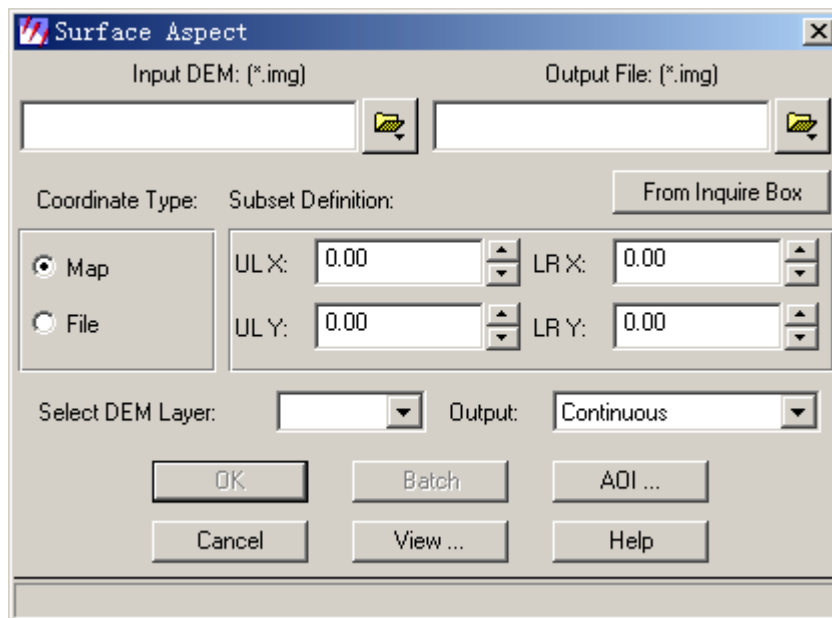 Surface Aspect
Input DEM: (*.img) Output File: (*.img)
Coordinate Type: Subset Definition: From Inquire Box
Map UL X: 0.00 LR X: 0.00
File UL Y: 0.00 LR Y: 0.00
Select DEM Layer: Output: Continuous
OK Batch AOI ...
Cancel View ... Help